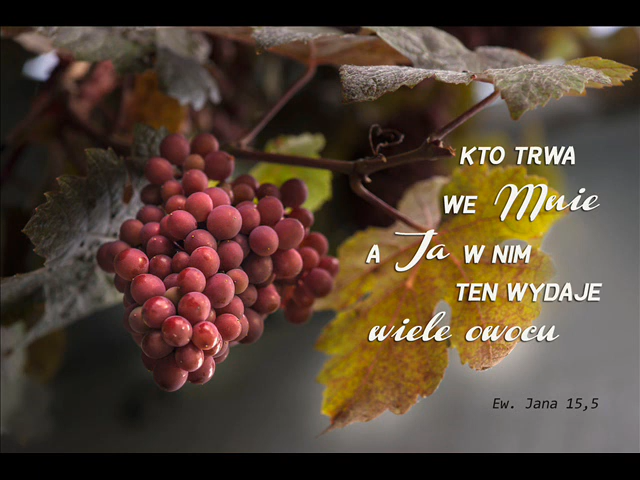 KTO TRWA
WE Mnie
A Ja W NIM
TEN WYDAJE
wiele owocu
Ew. Jana 15,5